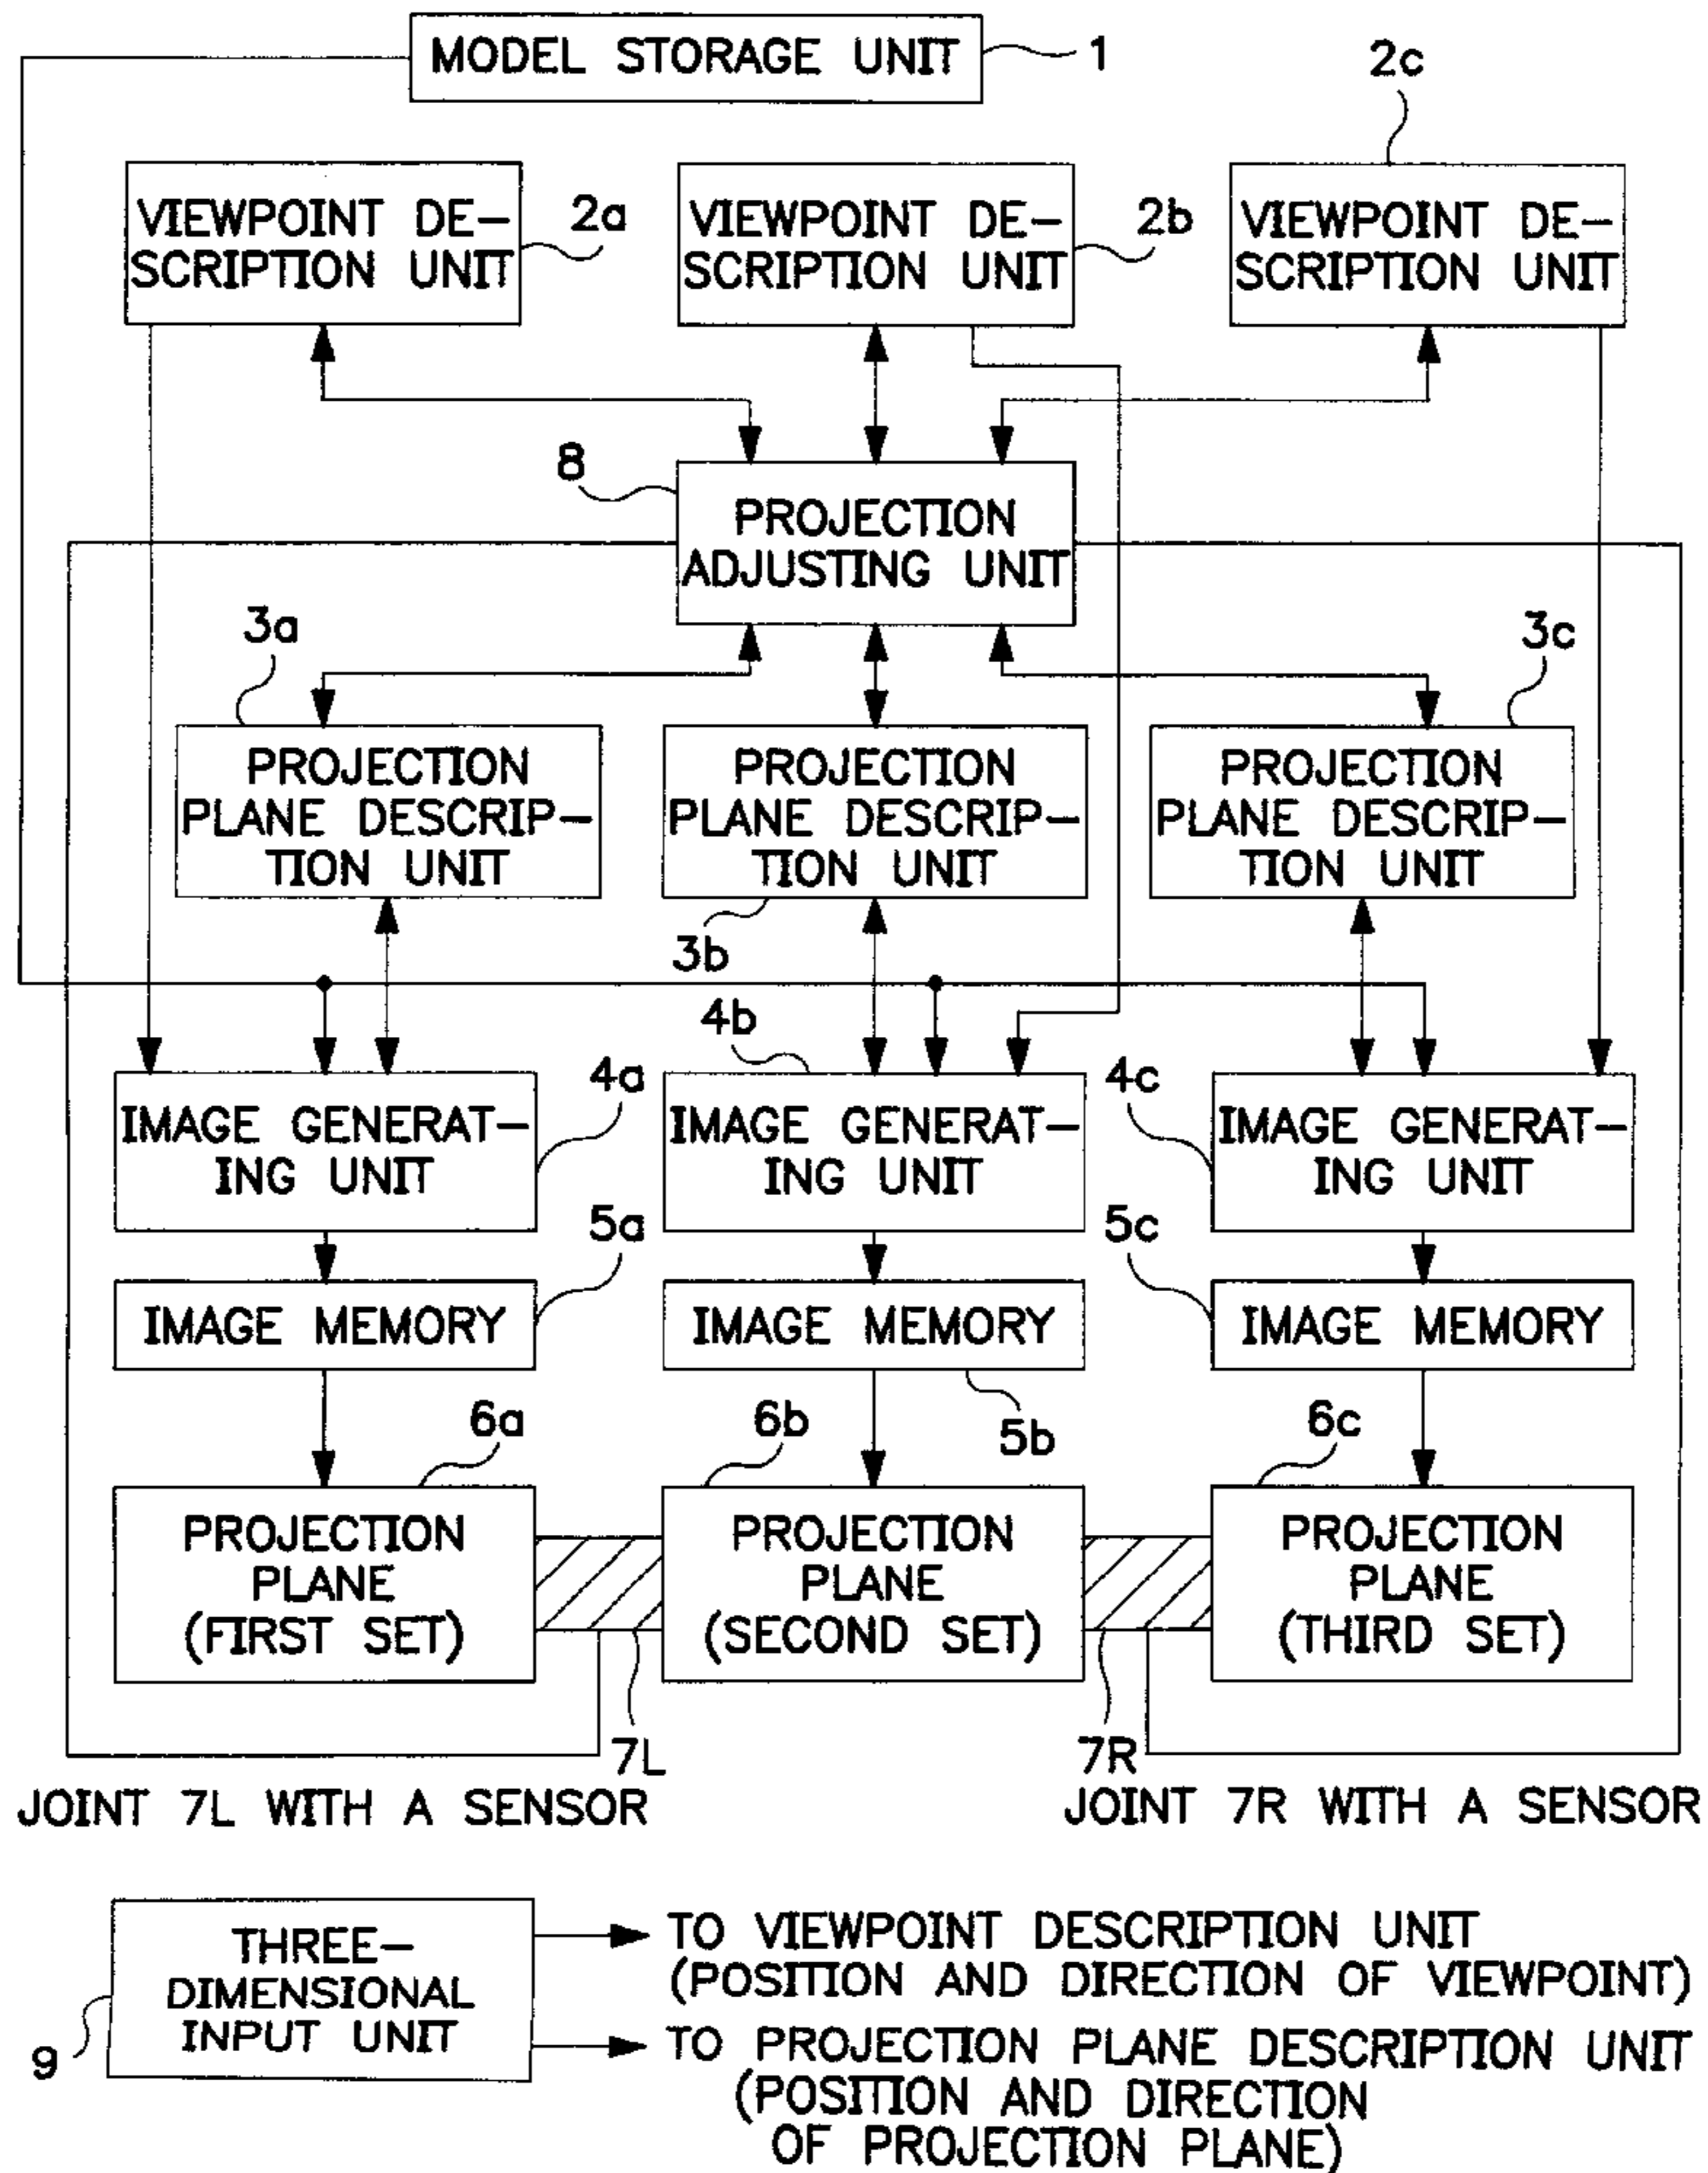 MODEL STORAGE UNIT
1
2c
VIEWPOINT DE-
SCRIPTION UNIT
2a
VIEWPOINT DE-
SCRIPTION UNIT
2b
VIEWPOINT DE-
SCRIPTION UNIT
8
PROJECTION
ADJUSTING UNIT
3a
3c
PROJECTION
PLANE DESCRIP-
TION UNIT
PROJECTION
PLANE DESCRIP-
TION UNIT
PROJECTION
PLANE DESCRIP-
TION UNIT
3b
4b
4a
4c
IMAGE GENERAT-
ING UNIT
IMAGE GENERAT-
ING UNIT
IMAGE GENERAT-
ING UNIT
5a
5c
IMAGE MEMORY
IMAGE MEMORY
IMAGE MEMORY
6a
6b
5b
6c
PROJECTION
PLANE
(FIRST SET)
PROJECTION
PLANE
(SECOND SET)
PROJECTION
PLANE
(THIRD SET)
7L
7R
JOINT 7L WITH A SENSOR
JOINT 7R WITH A SENSOR
THREE-
DIMENSIONAL
INPUT UNIT
9
TO VIEWPOINT DESCRIPTION UNIT
(POSITION AND DIRECTION OF VIEWPOINT)
TO PROJECTION PLANE DESCRIPTION UNIT
(POSITION AND DIRECTION
OF PROJECTION PLANE)